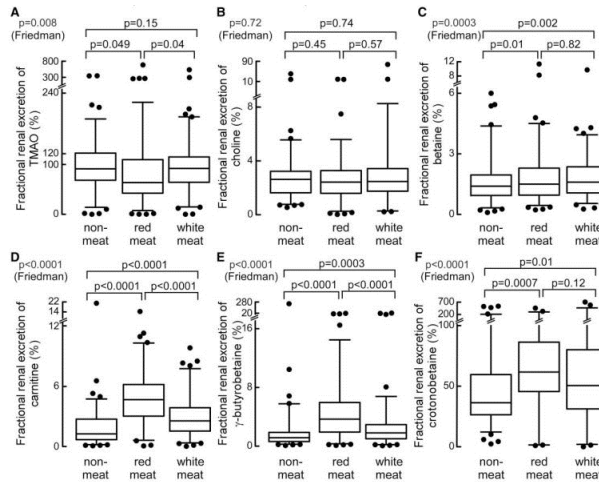 A
p=0.008
(Friedman)
p=0.15
p=0.049
p=0.04
Fractional renal excretion of
TMAO (%)
800
300
240
120
100
0
non-
meat
red
meat
white
meat
B
p=0.72
(Friedman)
p=0.74
p=0.45
p=0.57
Fractional renal excretion of
choline (%)
90
10
8
4
0
non-
meat
red
meat
white
meat
C
p=0.0003
(Friedman)
p=0.002
p=0.01
p=0.82
Fractional renal excretion of
betaine (%)
12
8
6
3
0
non-
meat
red
meat
white
meat
D
p<0.0001
(Friedman)
p<0.0001
p<0.0001
p<0.0001
Fractional renal excretion of
carnitine (%)
22
14
12
6
0
non-
meat
red
meat
white
meat
E
p<0.0001
(Friedman)
p=0.0003
p<0.0001
p<0.0001
Fractional renal excretion of
γ-butyrobetaine (%)
280
20
16
8
0
non-
meat
red
meat
white
meat
F
p<0.0001
(Friedman)
p=0.01
p=0.0007
p=0.12
Fractional renal excretion of
crotonobetaine (%)
700
200
100
50
0
non-
meat
red
meat
white
meat